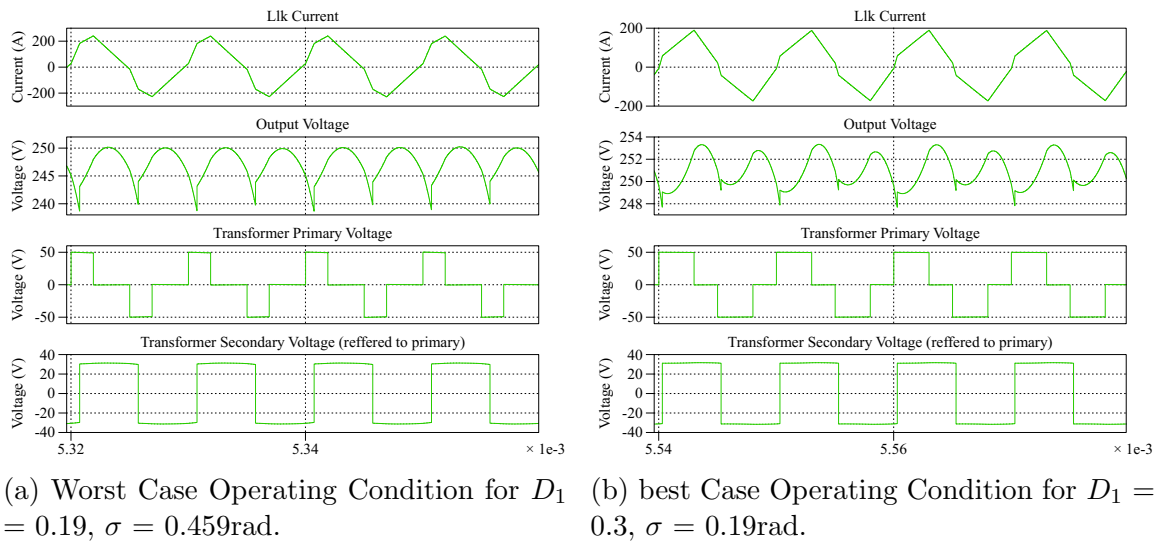 Llk Current
Current (A)
200
0
-200
Output Voltage
Voltage (V)
250
245
240
Transformer Primary Voltage
Voltage (V)
50
0
-50
Transformer Secondary Voltage (reffered to primary)
Voltage (V)
40
20
0
-20
-40
5.32
5.34
× 1e-3
(a) Worst Case Operating Condition for D₁
= 0.19, σ = 0.459rad.
Llk Current
Current (A)
200
0
-200
Output Voltage
Voltage (V)
254
252
250
248
Transformer Primary Voltage
Voltage (V)
50
0
-50
Transformer Secondary Voltage (reffered to primary)
Voltage (V)
40
20
0
-20
-40
5.54
5.56
× 1e-3
(b) best Case Operating Condition for D₁ =
0.3, σ = 0.19rad.